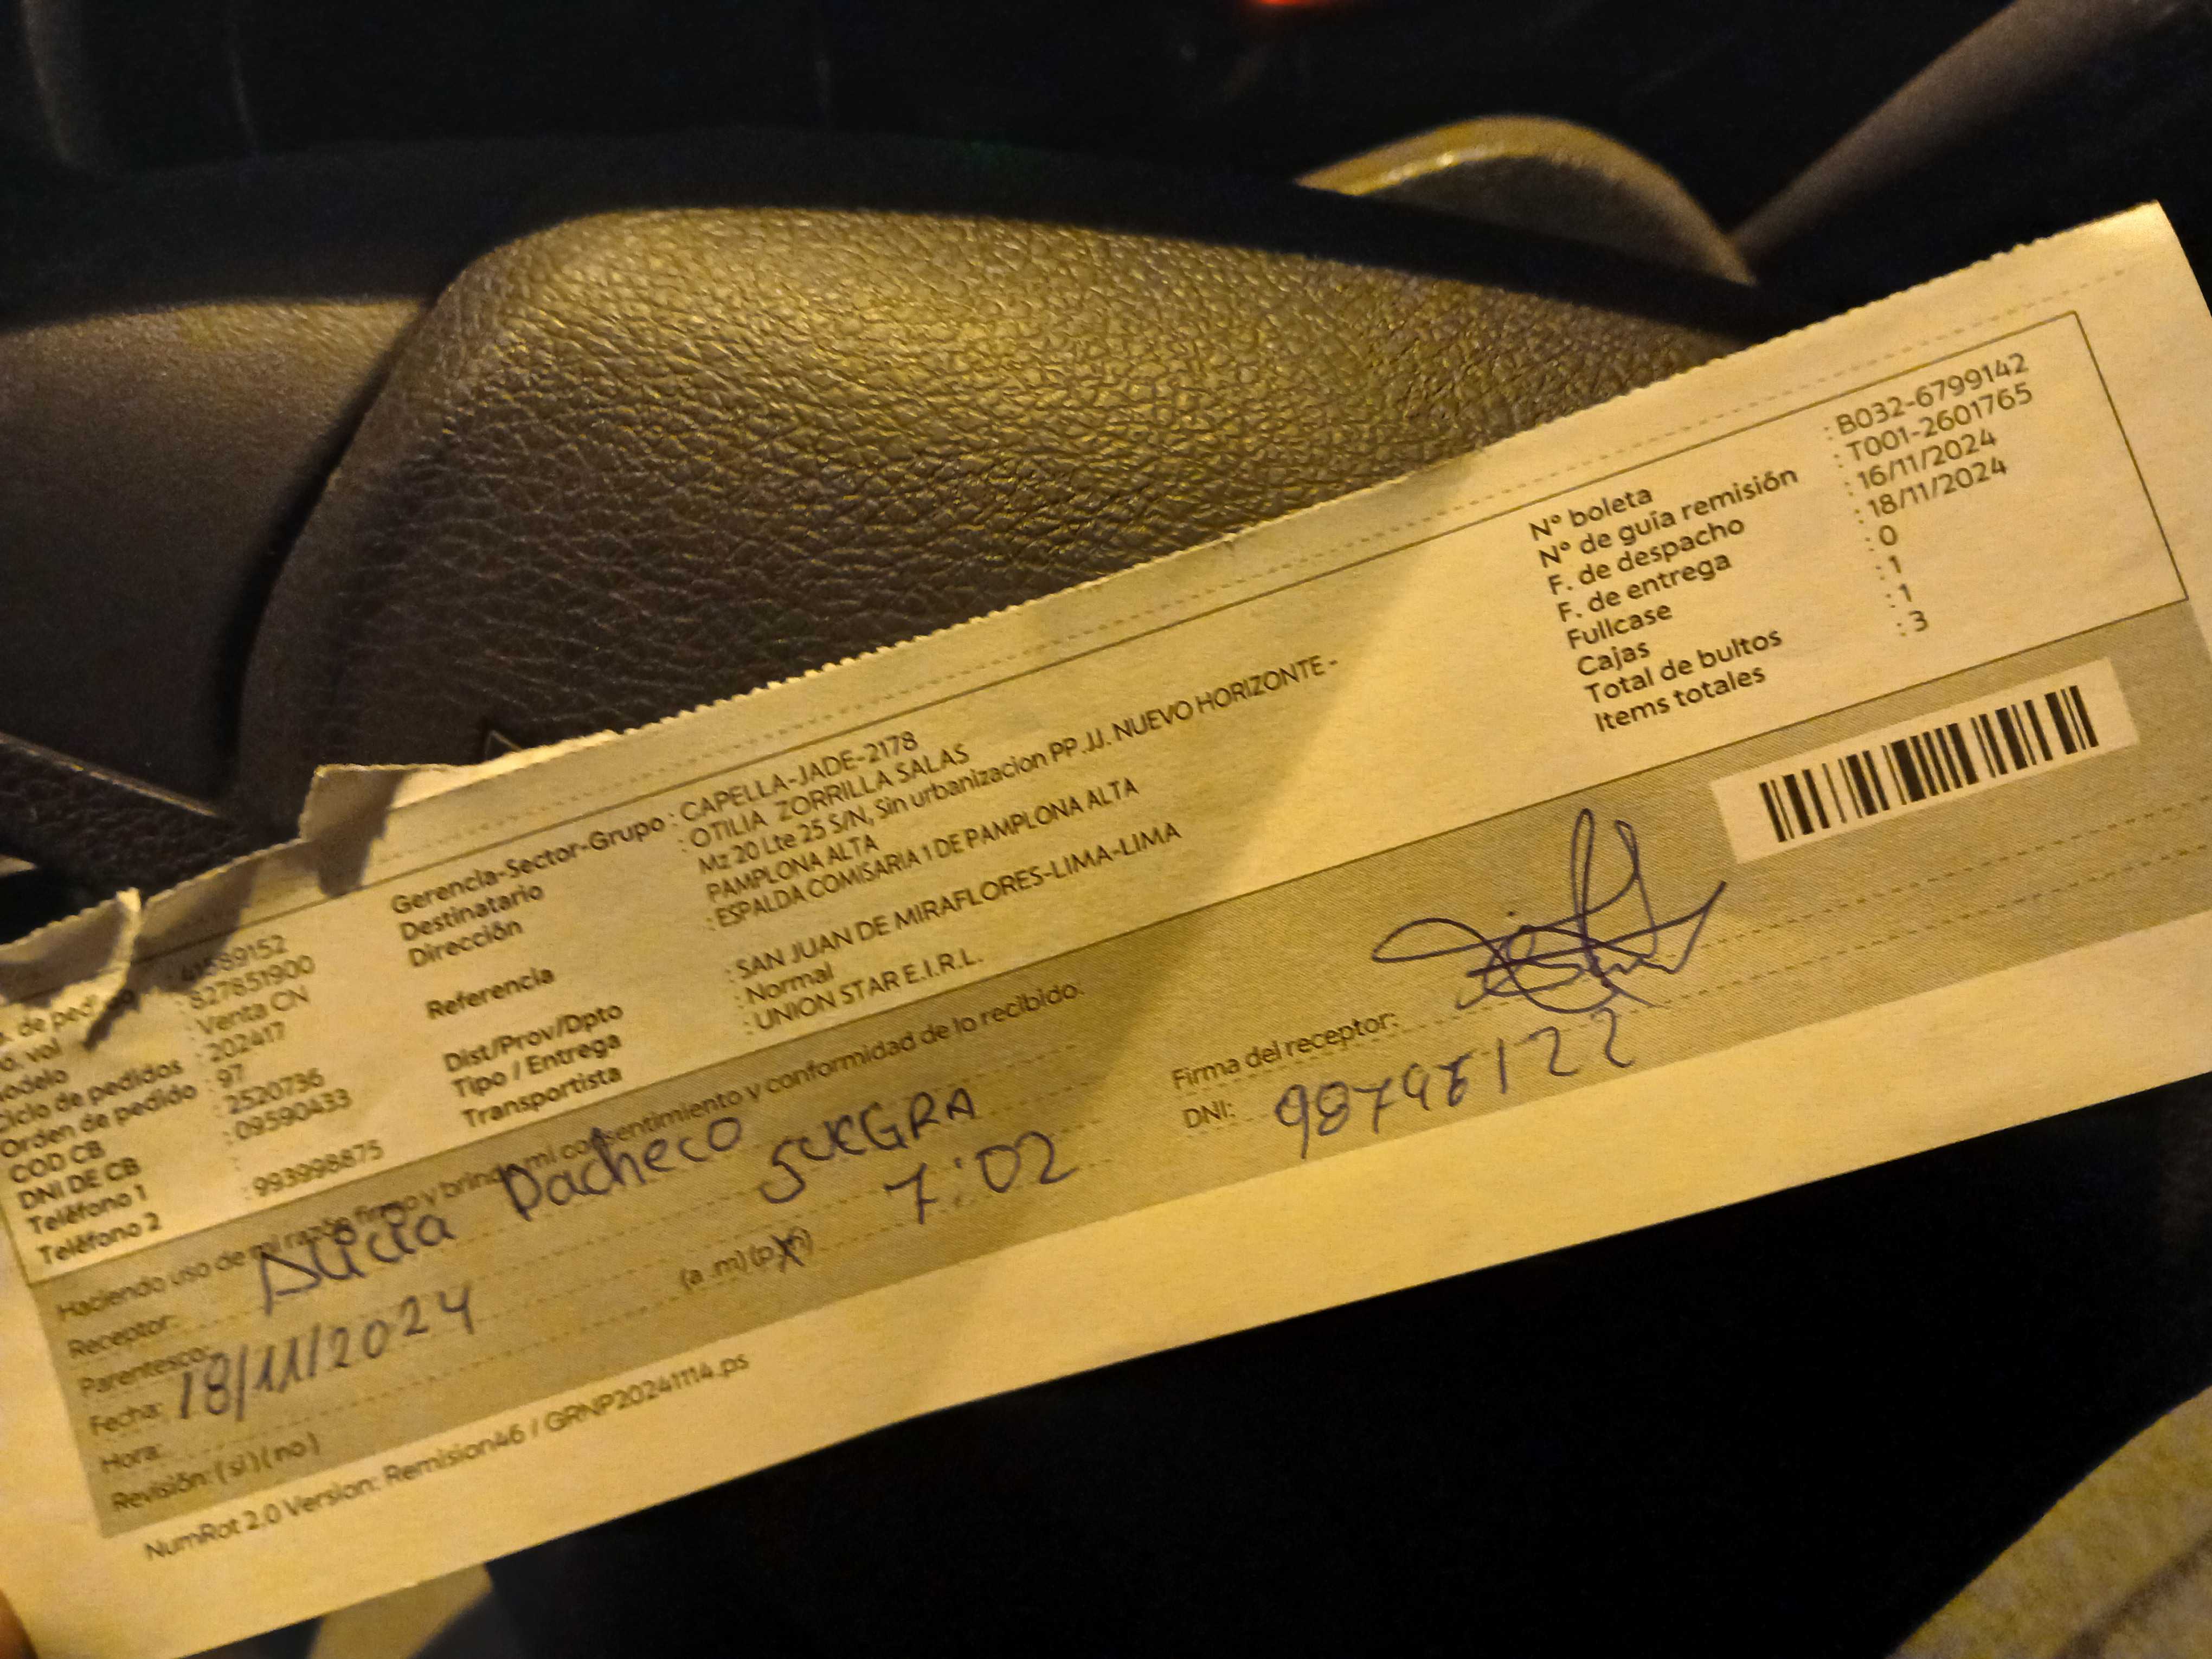 de pedido : 41589152
o. vol : 827851900
odelo : Venta CN
Ciclo de pedidos : 202417
Orden de pedido : 97
COD CB : 2520736
DNI DE CB : 09590433
Teléfono 1 :
Teléfono 2 : 993998875
Gerencia-Sector-Grupo : CAPELLA-JADE-2178
Destinatario : OTILIA ZORRILLA SALAS
Dirección : Mz 20 Lte 25 S/N, Sin urbanizacion PP.JJ. NUEVO HORIZONTE -
PAMPLONA ALTA
Referencia : ESPALDA COMISARIA 1 DE PAMPLONA ALTA
Dist/Prov/Dpto : SAN JUAN DE MIRAFLORES-LIMA-LIMA
Tipo / Entrega : Normal
Transportista : UNION STAR E.I.R.L.
N° boleta : B032-6799142
N° de guía remisión : T001-2601765
F. de despacho : 16/11/2024
F. de entrega : 18/11/2024
Fullcase : 0
Cajas : 1
Total de bultos : 1
Items totales : 3
Haciendo uso de mi razón firmo y brindo mi consentimiento y conformidad de lo recibido:
Receptor: Alicia Pacheco
Parentesco: SUEGRA
Fecha: 18/11/2024
Hora: (a .m) (p.m) 7:02
Revisión: (si) (no)
Firma del receptor:
DNI: 987948122
NumRot 2.0 Version: Remision46 / GRNP20241114.ps